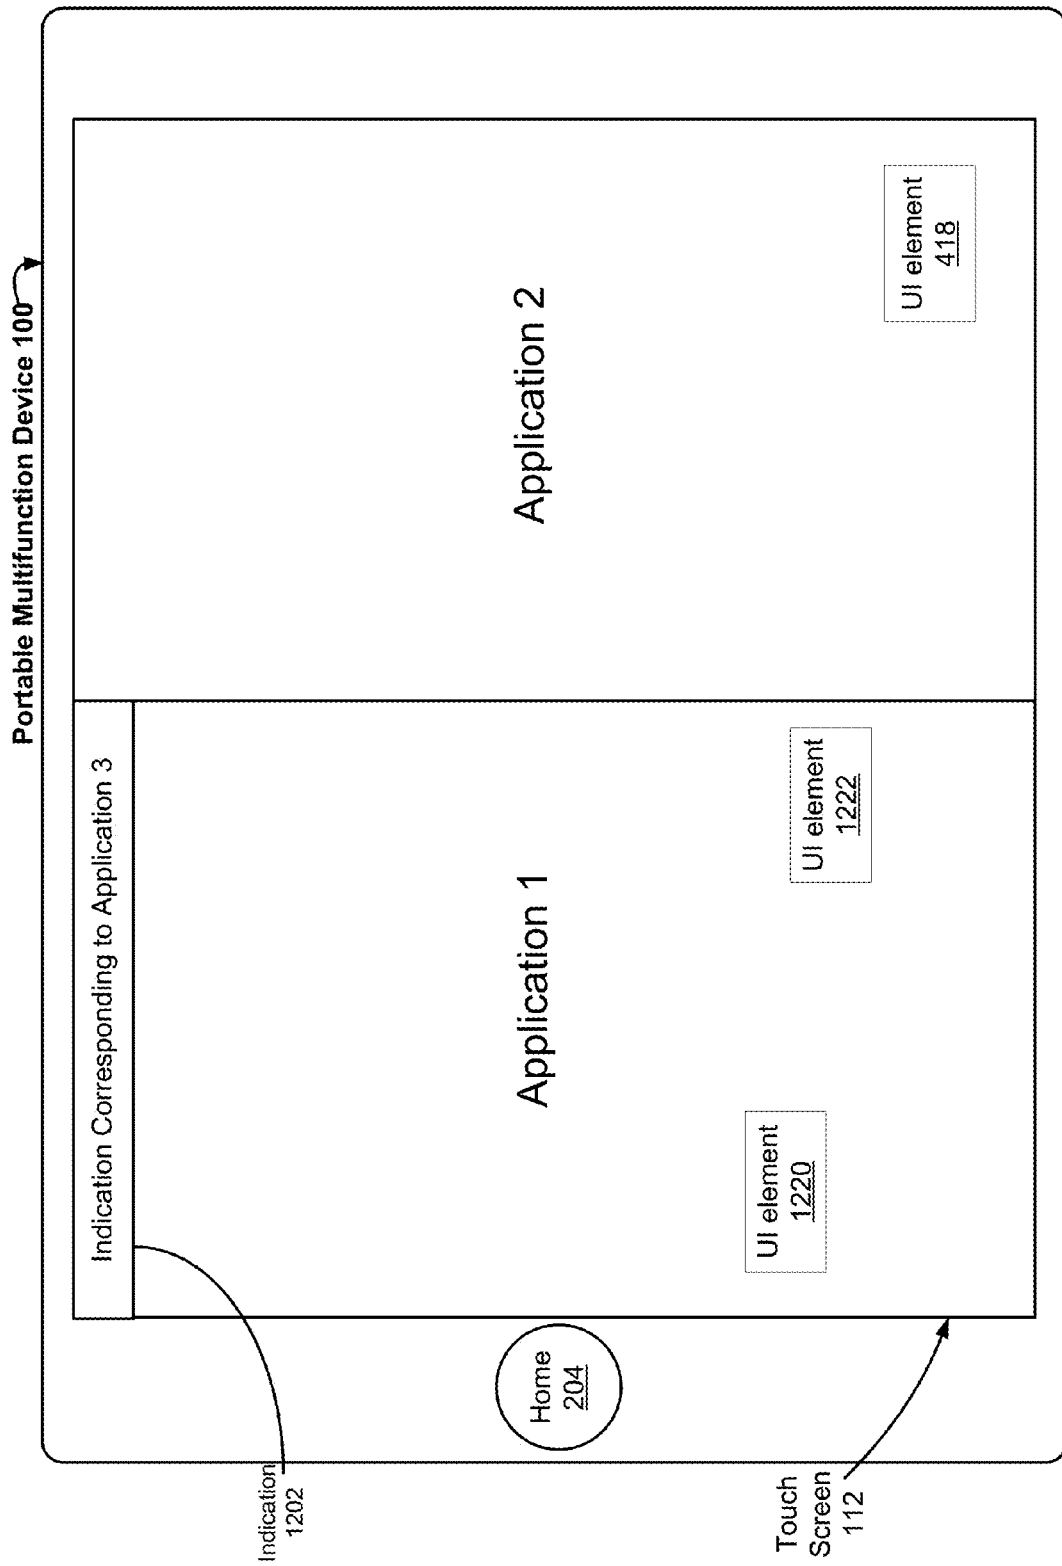 Portable Multifunction Device 100
Indication Corresponding to Application 3
Indication
1202
Home
204
Application 1
Application 2
UI element
1220
UI element
1222
UI element
418
Touch
Screen
112